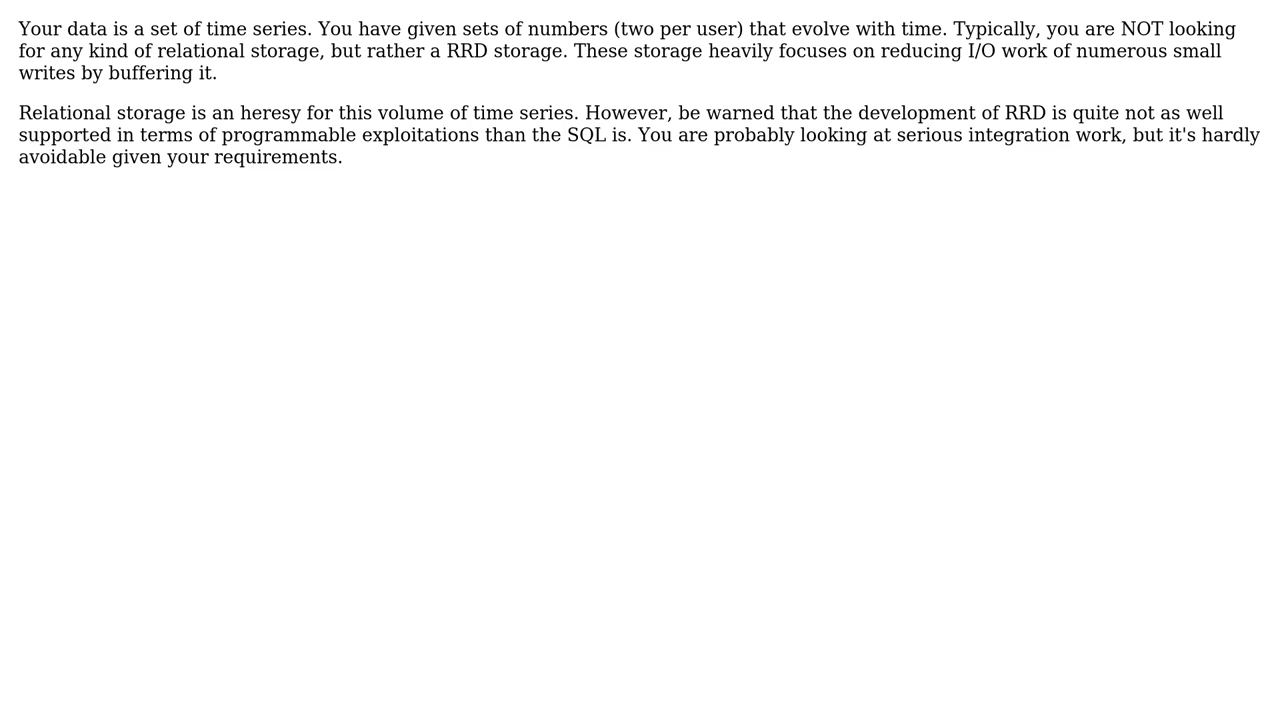 Your data is a set of time series. You have given sets of numbers (two per user) that evolve with time. Typically, you are NOT looking
for any kind of relational storage, but rather a RRD storage. These storage heavily focuses on reducing I/O work of numerous small
writes by buffering it.
Relational storage is an heresy for this volume of time series. However, be warned that the development of RRD is quite not as well
supported in terms of programmable exploitations than the SQL is. You are probably looking at serious integration work, but it's hardly
avoidable given your requirements.